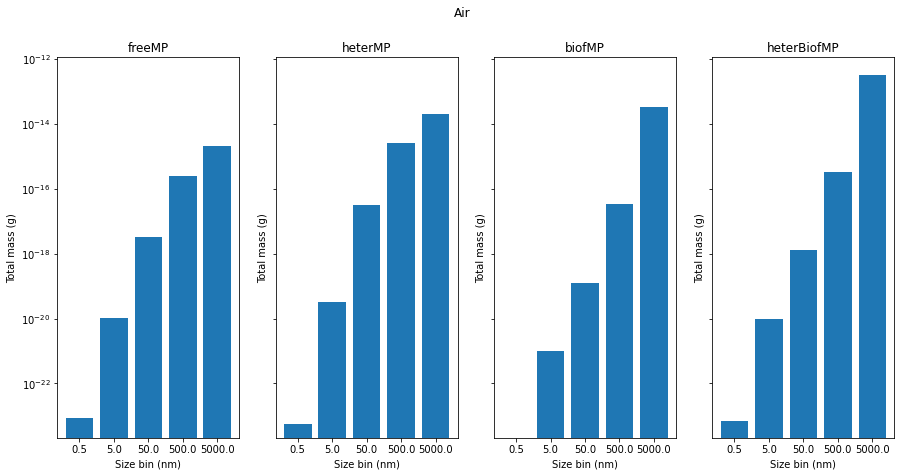 Air
freeMP
heterMP
biofMP
heterBiofMP
Total mass (g)
10⁻¹²
10⁻¹⁴
10⁻¹⁶
10⁻¹⁸
10⁻²⁰
10⁻²²
0.5 5.0 50.0 500.0 5000.0
Size bin (nm)
Total mass (g)
0.5 5.0 50.0 500.0 5000.0
Size bin (nm)
Total mass (g)
0.5 5.0 50.0 500.0 5000.0
Size bin (nm)
Total mass (g)
0.5 5.0 50.0 500.0 5000.0
Size bin (nm)